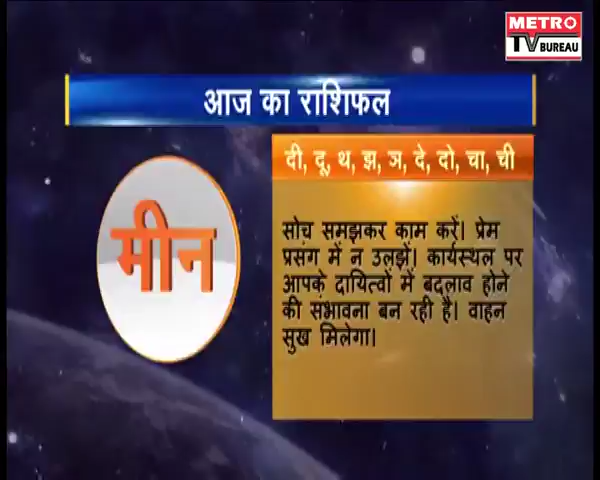 METRO
TV BUREAU
आज का राशिफल
दी, दू, थ, झ, ञ, दे, दो, चा, ची
मीन
सोच समझकर काम करें। प्रेम
प्रसंग में न उलझें। कार्यस्थल पर
आपके दायित्वों में बदलाव होने
की संभावना बन रही है। वाहन
सुख मिलेगा।